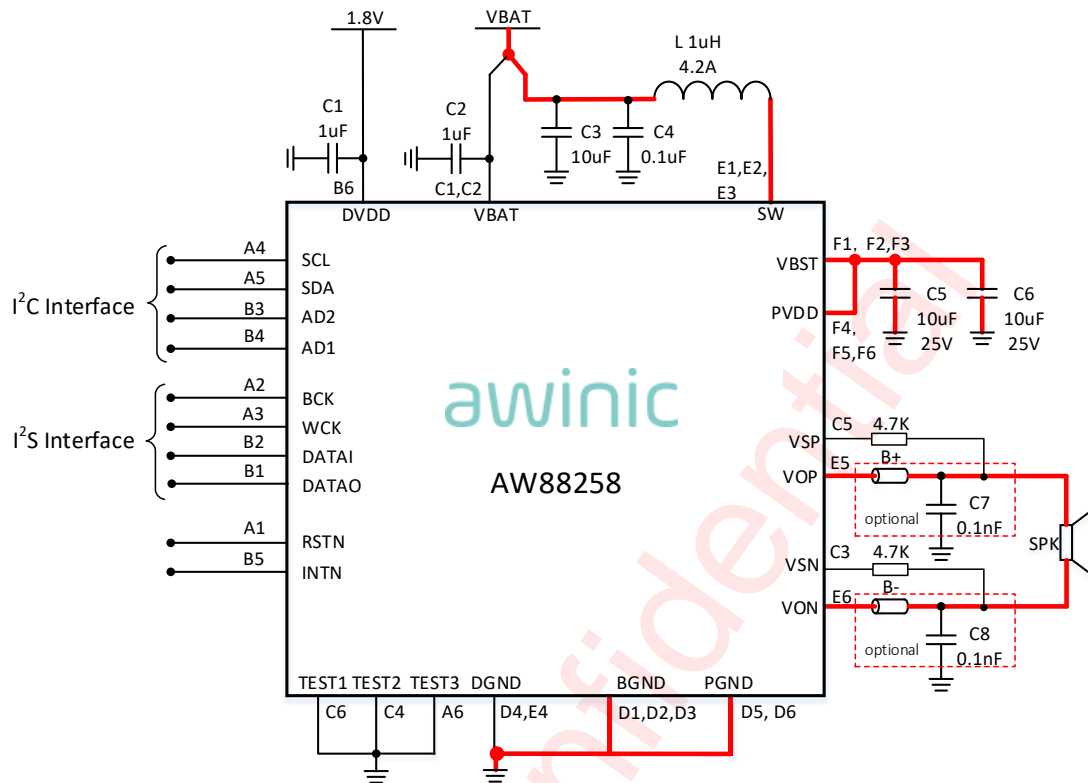 1.8V
VBAT
L 1uH
4.2A
C1
1uF
C2
1uF
C3
10uF
C4
0.1uF
B6
C1,C2
E1,E2,
E3
DVDD
VBAT
SW
I²C Interface
A4
SCL
A5
SDA
B3
AD2
B4
AD1
I²S Interface
A2
BCK
A3
WCK
B2
DATAI
B1
DATAO
A1
RSTN
B5
INTN
awinic
AW88258
VBST
F1, F2,F3
PVDD
F4,
F5,F6
C5
10uF
25V
C6
10uF
25V
VSP
C5
4.7K
VOP
E5
B+
optional
C7
0.1nF
SPK
VSN
C3
4.7K
VON
E6
B-
optional
C8
0.1nF
TEST1
TEST2
TEST3
DGND
BGND
PGND
C6
C4
A6
D4,E4
D1,D2,D3
D5, D6
nfidential